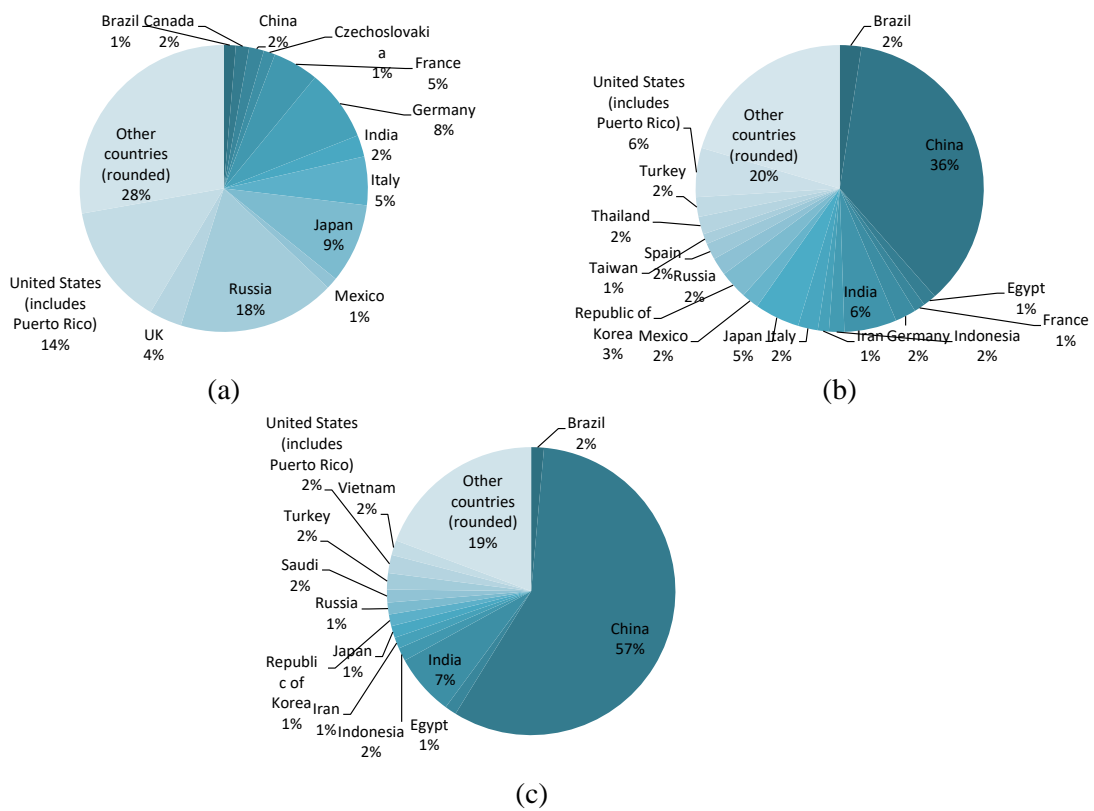 Brazil
1%
Canada
2%
China
2%
Czechoslovaki
a
1%
France
5%
Germany
8%
India
2%
Italy
5%
Japan
9%
Mexico
1%
Russia
18%
UK
4%
United States
(includes
Puerto Rico)
14%
Other
countries
(rounded)
28%
(a)
Brazil
2%
China
36%
Egypt
1%
France
1%
Germany
2%
India
6%
Indonesia
2%
Iran
1%
Italy
2%
Japan
5%
Mexico
2%
Republic of
Korea
3%
Russia
2%
Spain
2%
Taiwan
1%
Thailand
2%
Turkey
2%
United States
(includes
Puerto Rico)
6%
Other
countries
(rounded)
20%
(b)
Brazil
2%
China
57%
Egypt
1%
India
7%
Indonesia
2%
Iran
1%
Japan
1%
Republi
c of
Korea
1%
Russia
1%
Saudi
2%
Turkey
2%
United States
(includes
Puerto Rico)
2%
Vietnam
2%
Other
countries
(rounded)
19%
(c)